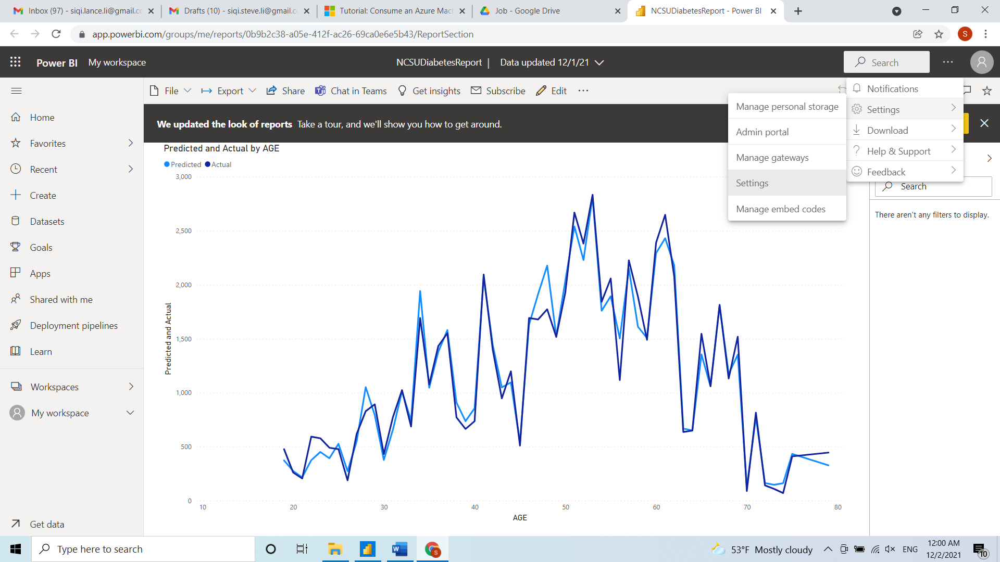 Inbox (97) - siqi.lance.li@gmail.co
Drafts (10) - siqi.steve.li@gmail.c
Tutorial: Consume an Azure Mac
Job - Google Drive
NCSUDiabetesReport - Power BI
app.powerbi.com/groups/me/reports/0b9b2c38-a05e-412f-ac26-69ca0e6e5b43/ReportSection
S
Power BI My workspace
NCSUDiabetesReport | Data updated 12/1/21
Search
File
Export
Share
Chat in Teams
Get insights
Subscribe
Edit
Notifications
Settings
Download
Help & Support
Feedback
Manage personal storage
Admin portal
Manage gateways
Settings
Manage embed codes
Home
Favorites
Recent
Create
Datasets
Goals
Apps
Shared with me
Deployment pipelines
Learn
Workspaces
My workspace
Get data
We updated the look of reports Take a tour, and we'll show you how to get around.
Predicted and Actual by AGE
Predicted Actual
3,000
2,500
2,000
1,500
1,000
500
0
Predicted and Actual
10 20 30 40 50 60 70 80
AGE
Search
There aren't any filters to display.
Type here to search
S
53°F Mostly cloudy
ENG
12:00 AM
12/2/2021
10